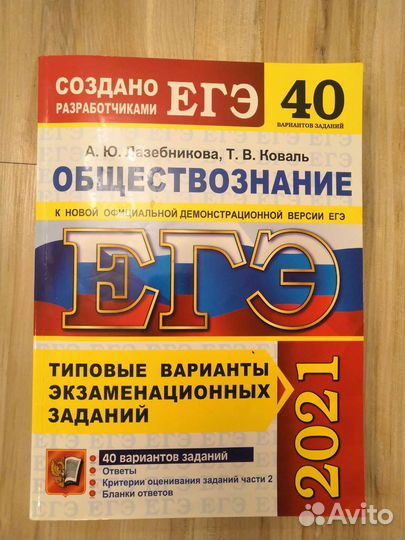 СОЗДАНО
РАЗРАБОТЧИКАМИ
ЕГЭ
40
ВАРИАНТОВ ЗАДАНИЙ
А. Ю. Лазебникова, Т. В. Коваль
ОБЩЕСТВОЗНАНИЕ
К НОВОЙ ОФИЦИАЛЬНОЙ ДЕМОНСТРАЦИОННОЙ ВЕРСИИ ЕГЭ
ЕГЭ
ТИПОВЫЕ ВАРИАНТЫ
ЭКЗАМЕНАЦИОННЫХ
ЗАДАНИЙ
2021
40 вариантов заданий
Ответы
Критерии оценивания заданий части 2
Бланки ответов
Avito